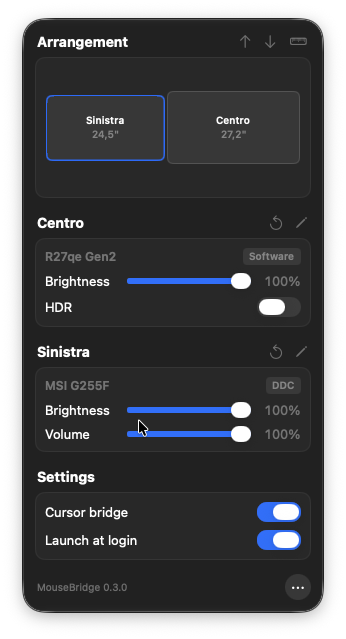 Arrangement
Sinistra
24,5"
Centro
27,2"
Centro
R27qe Gen2 Software
Brightness 100%
HDR
Sinistra
MSI G255F DDC
Brightness 100%
Volume 100%
Settings
Cursor bridge
Launch at login
MouseBridge 0.3.0